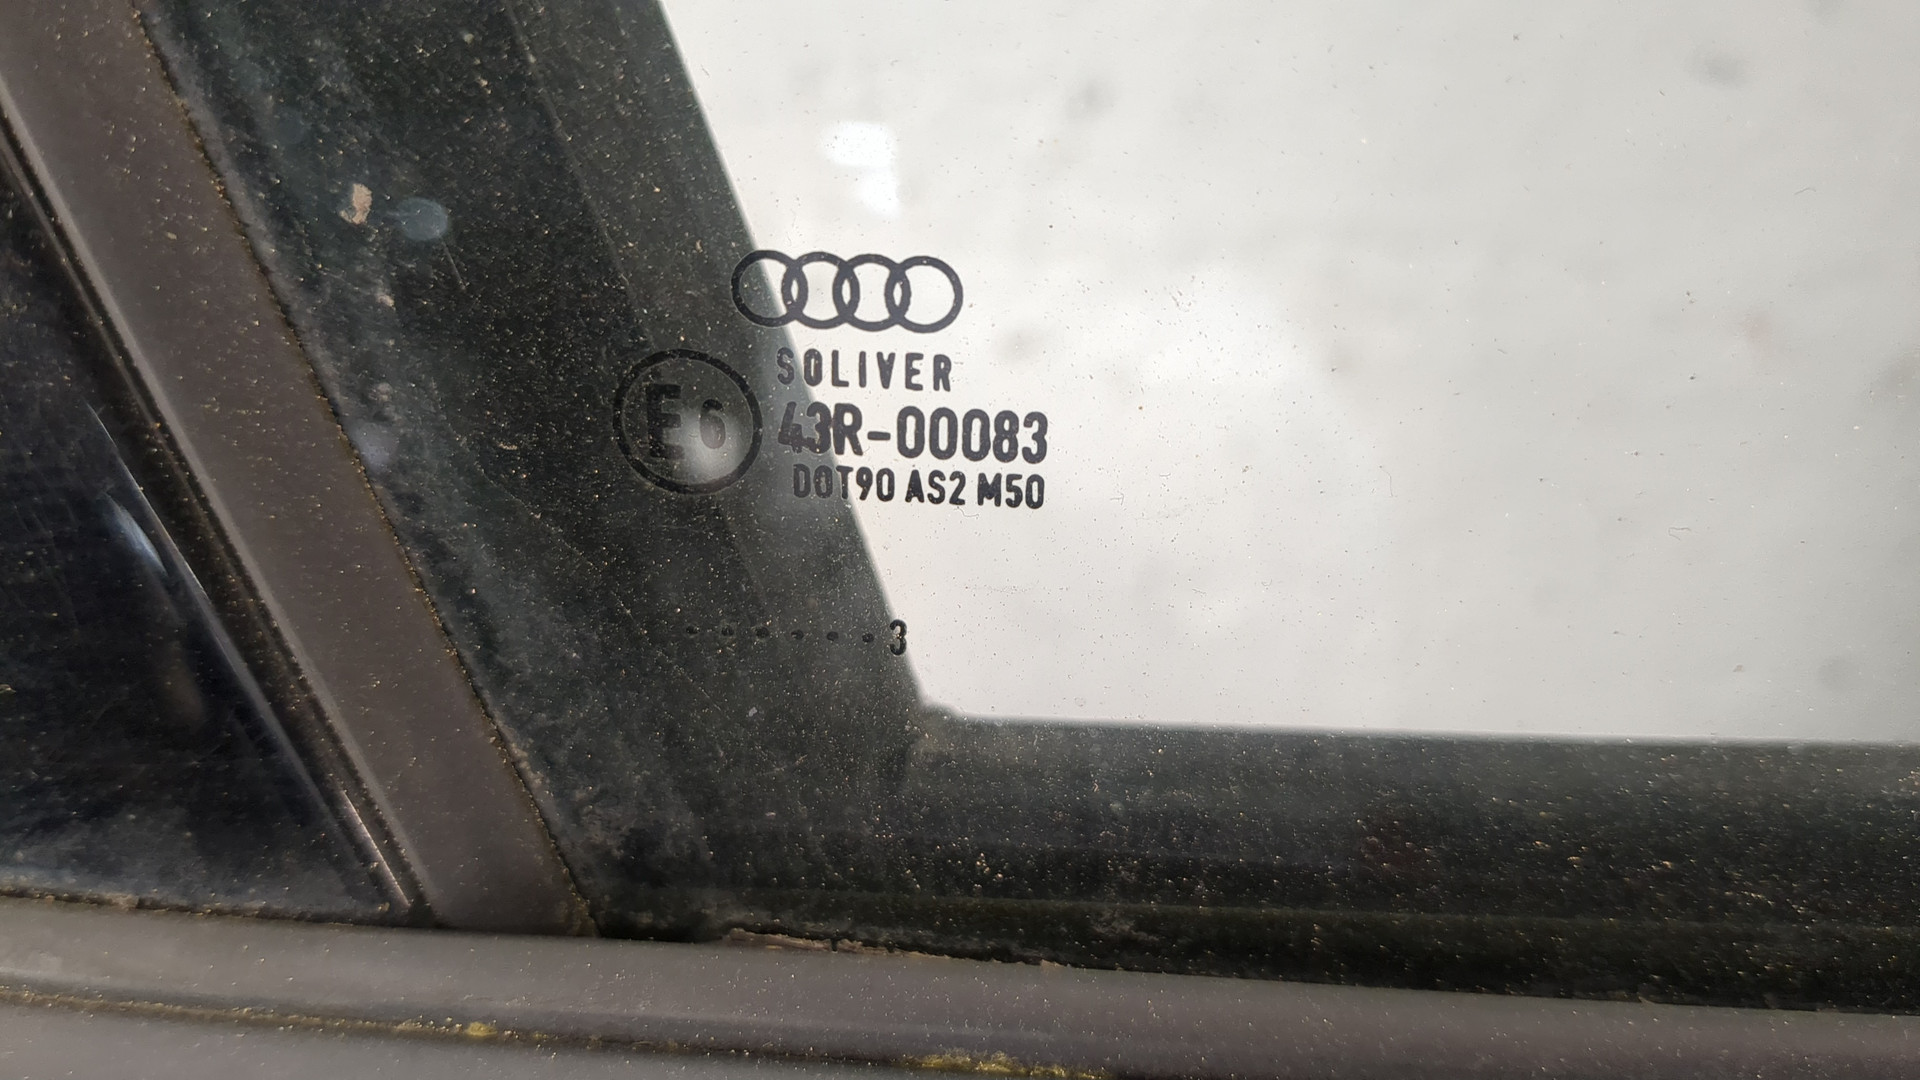 SOLIVER
E6 43R-00083
DOT90 AS2 M50
.......3